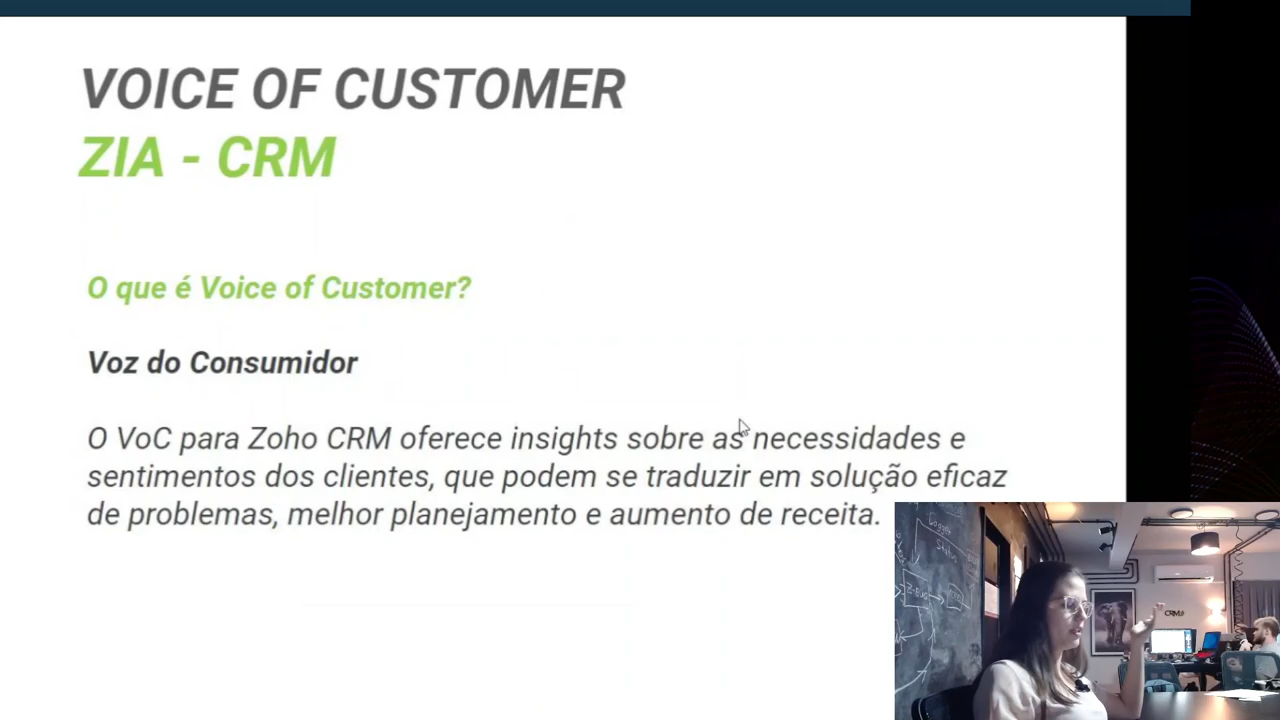 VOICE OF CUSTOMER
ZIA - CRM
O que é Voice of Customer?
Voz do Consumidor
O VoC para Zoho CRM oferece insights sobre as necessidades e
sentimentos dos clientes, que podem se traduzir em solução eficaz
de problemas, melhor planejamento e aumento de receita.
CRM